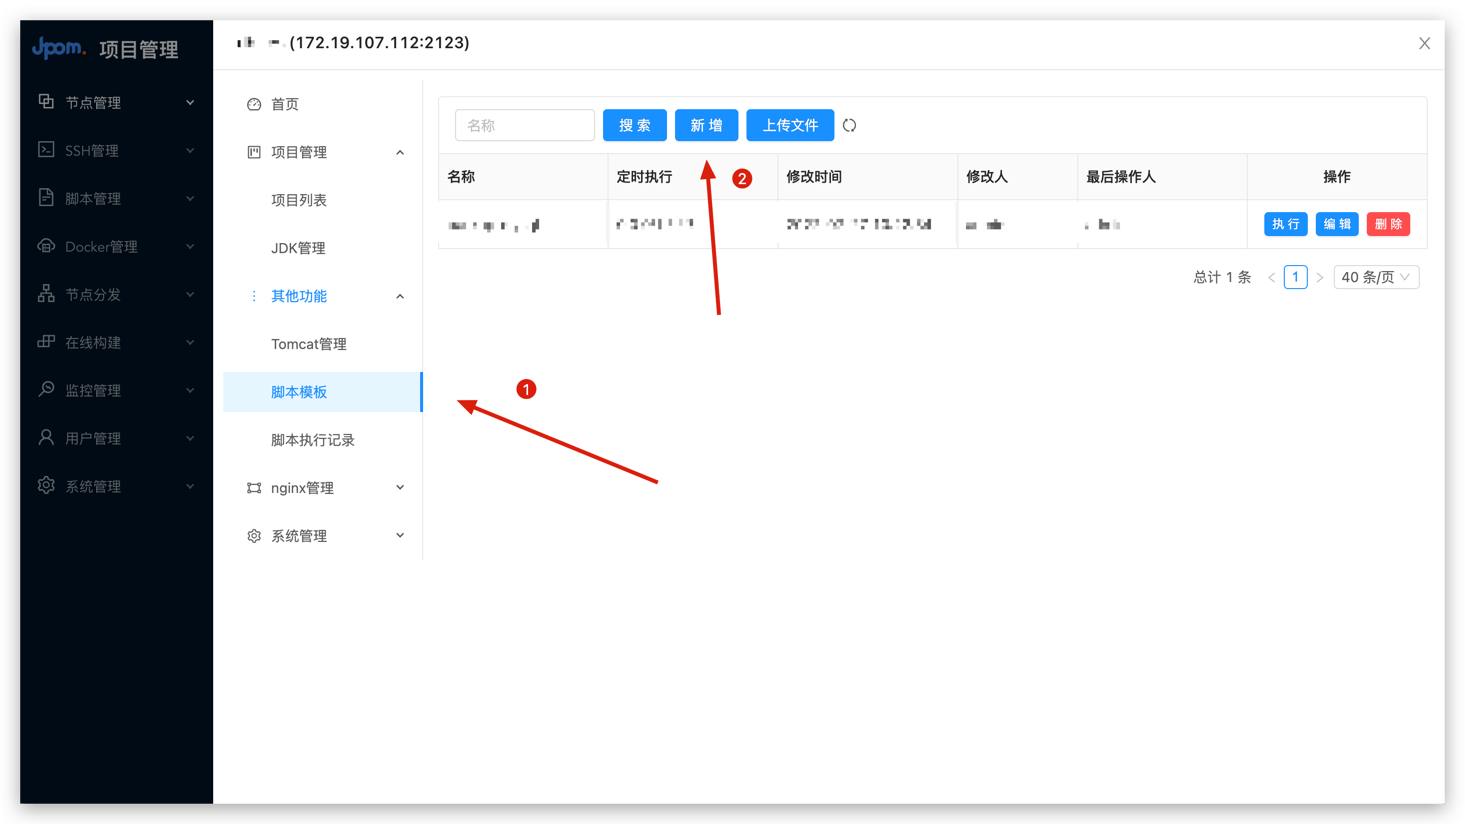 Jpom. 项目管理
(172.19.107.112:2123)
节点管理
SSH管理
脚本管理
Docker管理
节点分发
在线构建
监控管理
用户管理
系统管理
首页
项目管理
项目列表
JDK管理
其他功能
Tomcat管理
脚本模板
脚本执行记录
nginx管理
系统管理
名称 搜 索 新 增 上传文件
2
名称 定时执行 修改时间 修改人 最后操作人 操作
执 行 编 辑 删 除
总计 1 条 < 1 > 40 条/页
1